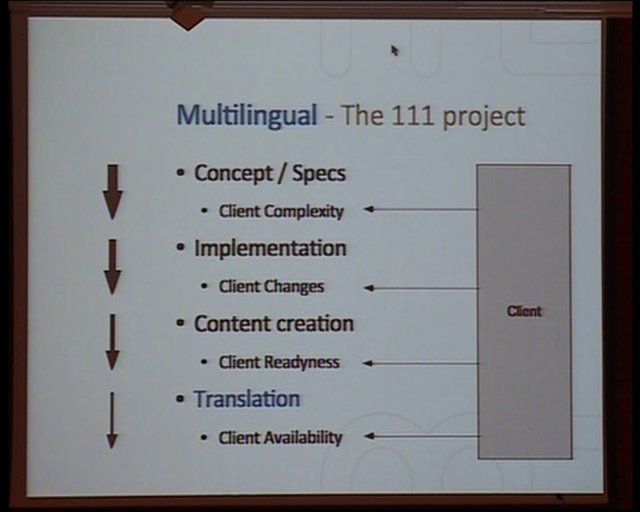 Multilingual - The 111 project
• Concept / Specs
• Client Complexity
• Implementation
• Client Changes
• Content creation
• Client Readyness
• Translation
• Client Availability
Client